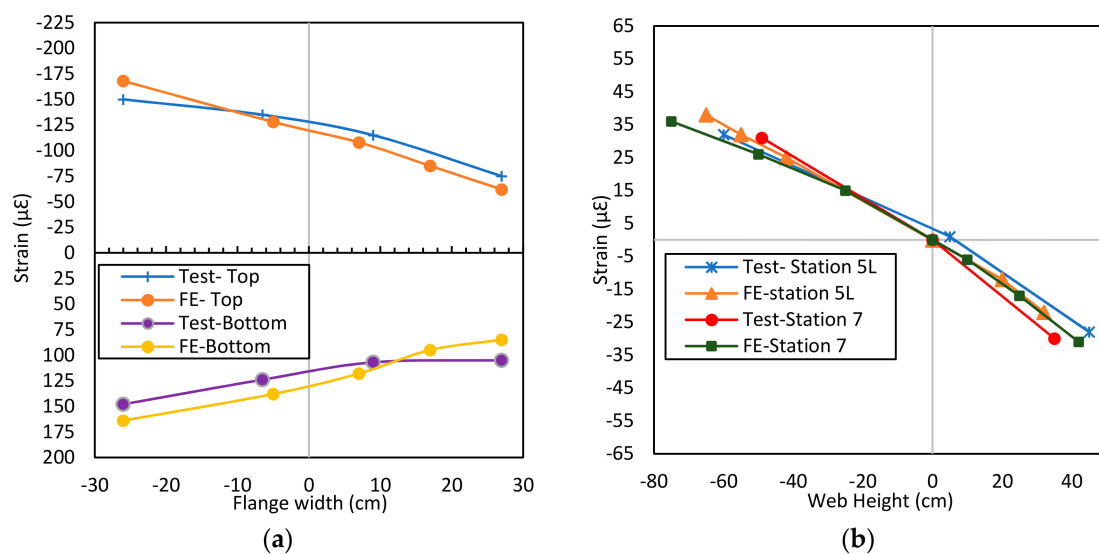 -225
-200
-175
-150
-125
-100
-75
-50
-25
0
25
50
75
100
125
150
175
200
Strain (με)
Test- Top
FE- Top
Test-Bottom
FE-Bottom
-30 -20 -10 0 10 20 30
Flange width (cm)
(a)
65
55
45
35
25
15
5
-5
-15
-25
-35
-45
-55
-65
Strain (με)
Test- Station 5L
FE-station 5L
Test-Station 7
FE-Station 7
-80 -60 -40 -20 0 20 40
Web Height (cm)
(b)